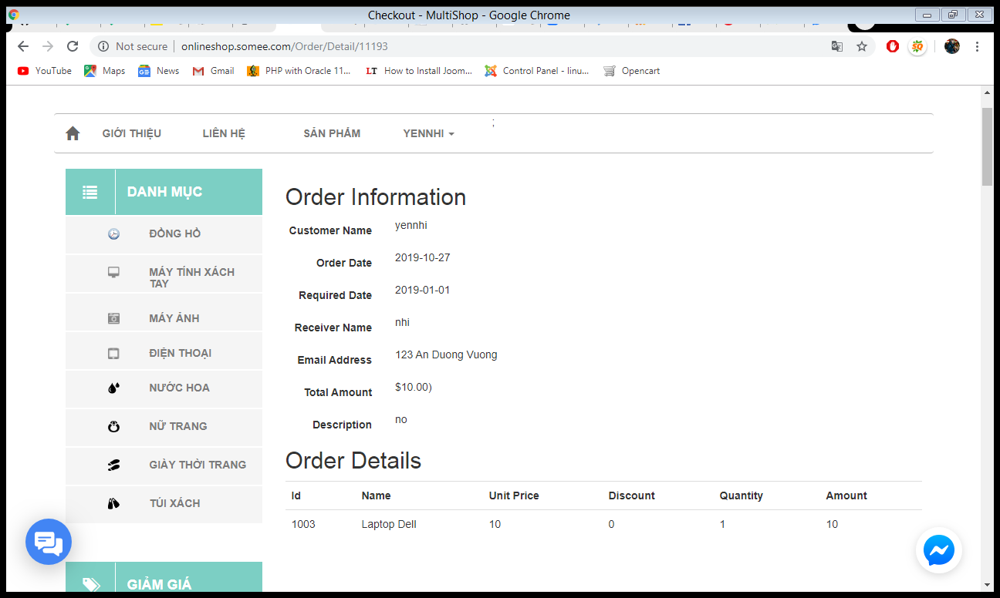 Checkout - MultiShop - Google Chrome
Not secure | onlineshop.somee.com/Order/Detail/11193
YouTube Maps News Gmail PHP with Oracle 11... LT How to Install Joom... Control Panel - linu... Opencart
;
GIỚI THIỆU LIÊN HỆ SẢN PHẨM YENNHI
DANH MỤC
ĐỒNG HỒ
MÁY TÍNH XÁCH
TAY
MÁY ẢNH
ĐIỆN THOẠI
NƯỚC HOA
NỮ TRANG
GIÀY THỜI TRANG
TÚI XÁCH
GIẢM GIÁ
Order Information
Customer Name yennhi
Order Date 2019-10-27
Required Date 2019-01-01
Receiver Name nhi
Email Address 123 An Duong Vuong
Total Amount $10.00)
Description no
Order Details
Id Name Unit Price Discount Quantity Amount
1003 Laptop Dell 10 0 1 10